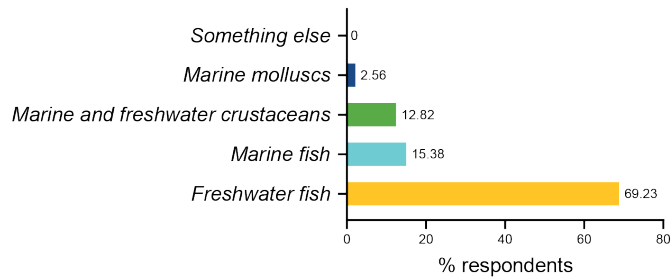 Something else
0
Marine molluscs
2.56
Marine and freshwater crustaceans
12.82
Marine fish
15.38
Freshwater fish
69.23
0 20 40 60 80
% respondents